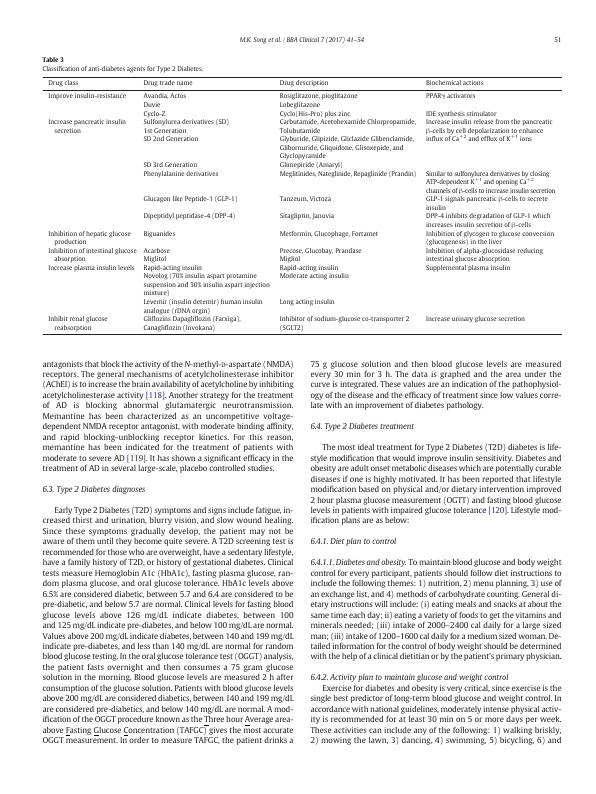 M.K. Song et al. / BBA Clinical 7 (2017) 41–54
51
Table 3
Classification of anti-diabetes agents for Type 2 Diabetes.
Drug class Drug trade name Drug description Biochemical actions
Improve insulin-resistance Avandia, Actos Rosiglitazone, pioglitazone PPARγ activators
Duvie Lobeglitazone
Cyclo-Z Cyclo(His-Pro) plus zinc IDE synthesis stimulator
Increase pancreatic insulin Sulfonylurea derivatives (SD) Carbutamide, Acetohexamide Chlorpropamide, Increase insulin release from the pancreatic
secretion 1st Generation Tolubutamide β-cells by cell depolarization to enhance
SD 2nd Generation Glyburide, Glipizide, Gliclazide Glibenclamide, influx of Ca+2 and efflux of K+1 ions
Glibornuride, Gliquidone, Glisoxepide, and
Glyclopyramide
SD 3rd Generation Glimepiride (Amaryl)
Phenylalanine derivatives Meglitinides, Nateglinide, Repaglinide (Prandin) Similar to sulfonylurea derivatives by closing
ATP-dependent K+1 and opening Ca+2
channels of β-cells to increase insulin secretion
Glucagon like Peptide-1 (GLP-1) Tanzeum, Victoza GLP-1 signals pancreatic β-cells to secrete
insulin
Dipeptidyl peptidase-4 (DPP-4) Sitagliptin, Januvia DPP-4 inhibits degradation of GLP-1 which
increases insulin secretion of β-cells
Inhibition of hepatic glucose Biguanides Metformin, Glucophage, Fortamet Inhibition of glycogen to glucose conversion
production (glucogenesis) in the liver
Inhibition of intestinal glucose Acarbose Precose, Glucobay, Prandase Inhibition of alpha-glucosidase reducing
absorption Miglitol Migliol intestinal glucose absorption
Increase plasma insulin levels Rapid-acting insulin Rapid-acting insulin Supplemental plasma insulin
Novolog (70% insulin aspart protamine Moderate acting insulin
suspension and 30% insulin aspart injection
mixture)
Levemir (insulin detemir) human insulin Long acting insulin
analogue (rDNA orgin)
Inhibit renal glucose Gliflozins Dapagliflozin (Farxiga), Inhibitor of sodium-glucose co-transporter 2 Increase urinary glucose secretion
reabsorption Canagliflozin (Invokana) (SGLT2)
antagonists that block the activity of the N-methyl-D-aspartate (NMDA)
receptors. The general mechanisms of acetylcholinesterase inhibitor
(AChEI) is to increase the brain availability of acetylcholine by inhibiting
acetylcholinesterase activity [118]. Another strategy for the treatment
of AD is blocking abnormal glutamatergic neurotransmission.
Memantine has been characterized as an uncompetitive voltage-
dependent NMDA receptor antagonist, with moderate binding affinity,
and rapid blocking-unblocking receptor kinetics. For this reason,
memantine has been indicated for the treatment of patients with
moderate to severe AD [119]. It has shown a significant efficacy in the
treatment of AD in several large-scale, placebo controlled studies.
6.3. Type 2 Diabetes diagnoses
Early Type 2 Diabetes (T2D) symptoms and signs include fatigue, in-
creased thirst and urination, blurry vision, and slow wound healing.
Since these symptoms gradually develop, the patient may not be
aware of them until they become quite severe. A T2D screening test is
recommended for those who are overweight, have a sedentary lifestyle,
have a family history of T2D, or history of gestational diabetes. Clinical
tests measure Hemoglobin A1c (HbA1c), fasting plasma glucose, ran-
dom plasma glucose, and oral glucose tolerance. HbA1c levels above
6.5% are considered diabetic, between 5.7 and 6.4 are considered to be
pre-diabetic, and below 5.7 are normal. Clinical levels for fasting blood
glucose levels above 126 mg/dL indicate diabetes, between 100
and 125 mg/dL indicate pre-diabetes, and below 100 mg/dL are normal.
Values above 200 mg/dL indicate diabetes, between 140 and 199 mg/dL
indicate pre-diabetes, and less than 140 mg/dL are normal for random
blood glucose testing. In the oral glucose tolerance test (OGGT) analysis,
the patient fasts overnight and then consumes a 75 gram glucose
solution in the morning. Blood glucose levels are measured 2 h after
consumption of the glucose solution. Patients with blood glucose levels
above 200 mg/dL are considered diabetics, between 140 and 199 mg/dL
are considered pre-diabetics, and below 140 mg/dL are normal. A mo-
dification of the OGGT procedure known as the Three hour Average area-
above Fasting Glucose Concentration (TAFGC) gives the most accurate
OGGT measurement. In order to measure TAFGC, the patient drinks a
75 g glucose solution and then blood glucose levels are measured
every 30 min for 3 h. The data is graphed and the area under the
curve is integrated. These values are an indication of the pathophysiol-
ogy of the disease and the efficacy of treatment since low values corre-
late with an improvement of diabetes pathology.
6.4. Type 2 Diabetes treatment
The most ideal treatment for Type 2 Diabetes (T2D) diabetes is life-
style modification that would improve insulin sensitivity. Diabetes and
obesity are adult onset metabolic diseases which are potentially curable
diseases if one is highly motivated. It has been reported that lifestyle
modification based on physical and/or dietary intervention improved
2 hour plasma glucose measurement (OGTT) and fasting blood glucose
levels in patients with impaired glucose tolerance [120]. Lifestyle mod-
ification plans are as below:
6.4.1. Diet plan to control
6.4.1.1. Diabetes and obesity. To maintain blood glucose and body weight
control for every participant, patients should follow diet instructions to
include the following themes: 1) nutrition, 2) menu planning, 3) use of
an exchange list, and 4) methods of carbohydrate counting. General di-
etary instructions will include: (i) eating meals and snacks at about the
same time each day; ii) eating a variety of foods to get the vitamins and
minerals needed; (iii) intake of 2000–2400 cal daily for a large sized
man; (iii) intake of 1200–1600 cal daily for a medium sized woman. De-
tailed information for the control of body weight should be determined
with the help of a clinical dietitian or by the patient's primary physician.
6.4.2. Activity plan to maintain glucose and weight control
Exercise for diabetes and obesity is very critical, since exercise is the
single best predictor of long-term blood glucose and weight control. In
accordance with national guidelines, moderately intense physical activ-
ity is recommended for at least 30 min on 5 or more days per week.
These activities can include any of the following: 1) walking briskly,
2) mowing the lawn, 3) dancing, 4) swimming, 5) bicycling, 6) and